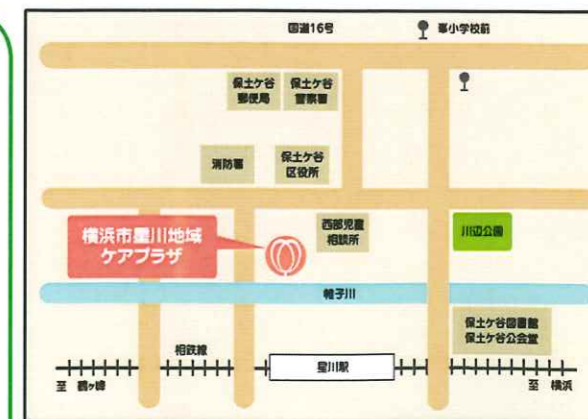 国道16号
峯小学校前
保土ケ谷
郵便局
保土ケ谷
警察署
消防署
保土ケ谷
区役所
横浜市星川地域
ケアプラザ
西部児童
相談所
川辺公園
帷子川
保土ケ谷図書館
保土ケ谷公会堂
相鉄線
星川駅
至 鶴ヶ峰
至 横浜